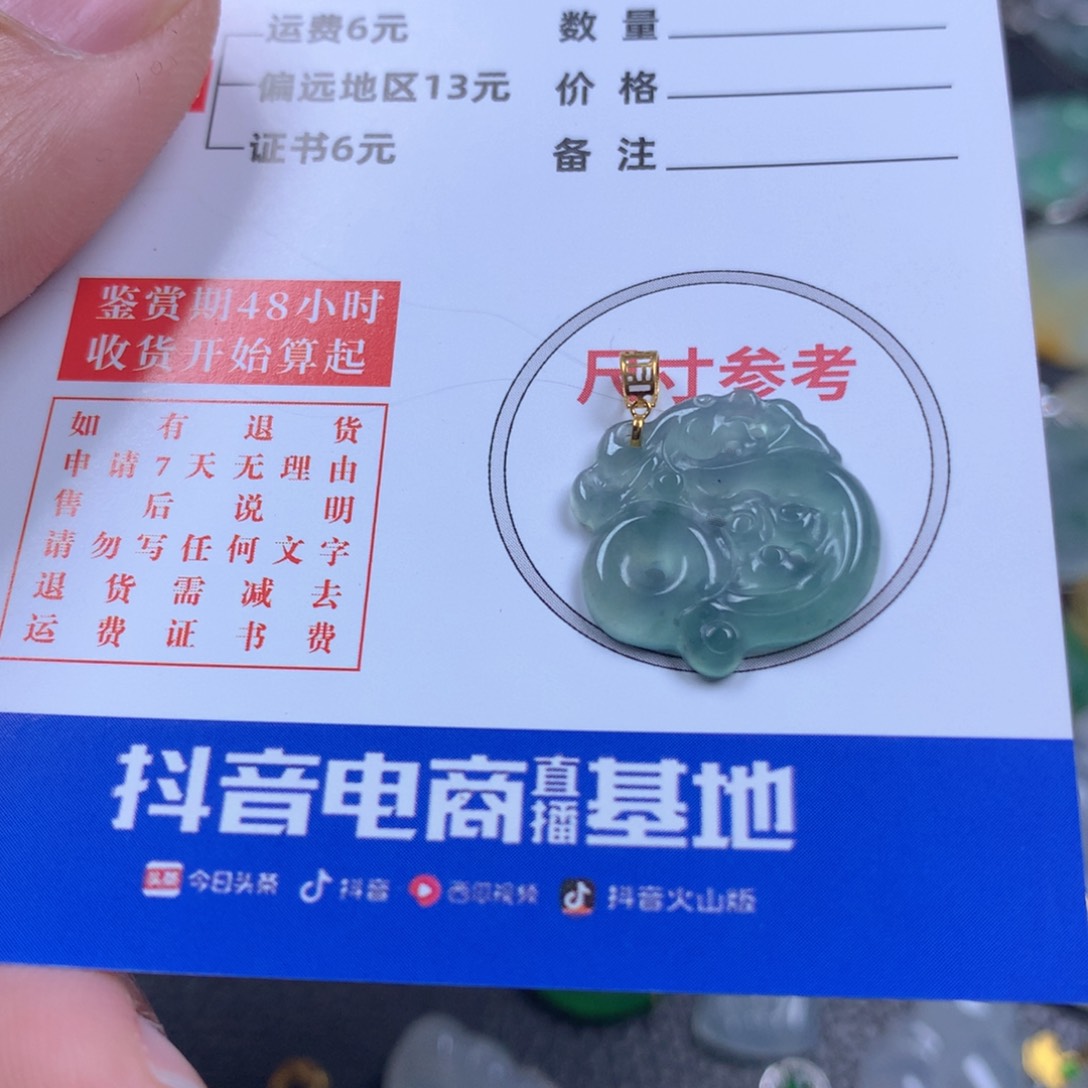 运费6元
偏远地区13元
证书6元
数量
价格
备注
鉴赏期48小时
收货开始算起
如有退货
申请7天无理由
售后说明
请勿写任何文字
退货需减去
运费证书费
尺寸参考
抖音电商直播基地
头条 今日头条 抖音 西瓜视频 抖音火山版